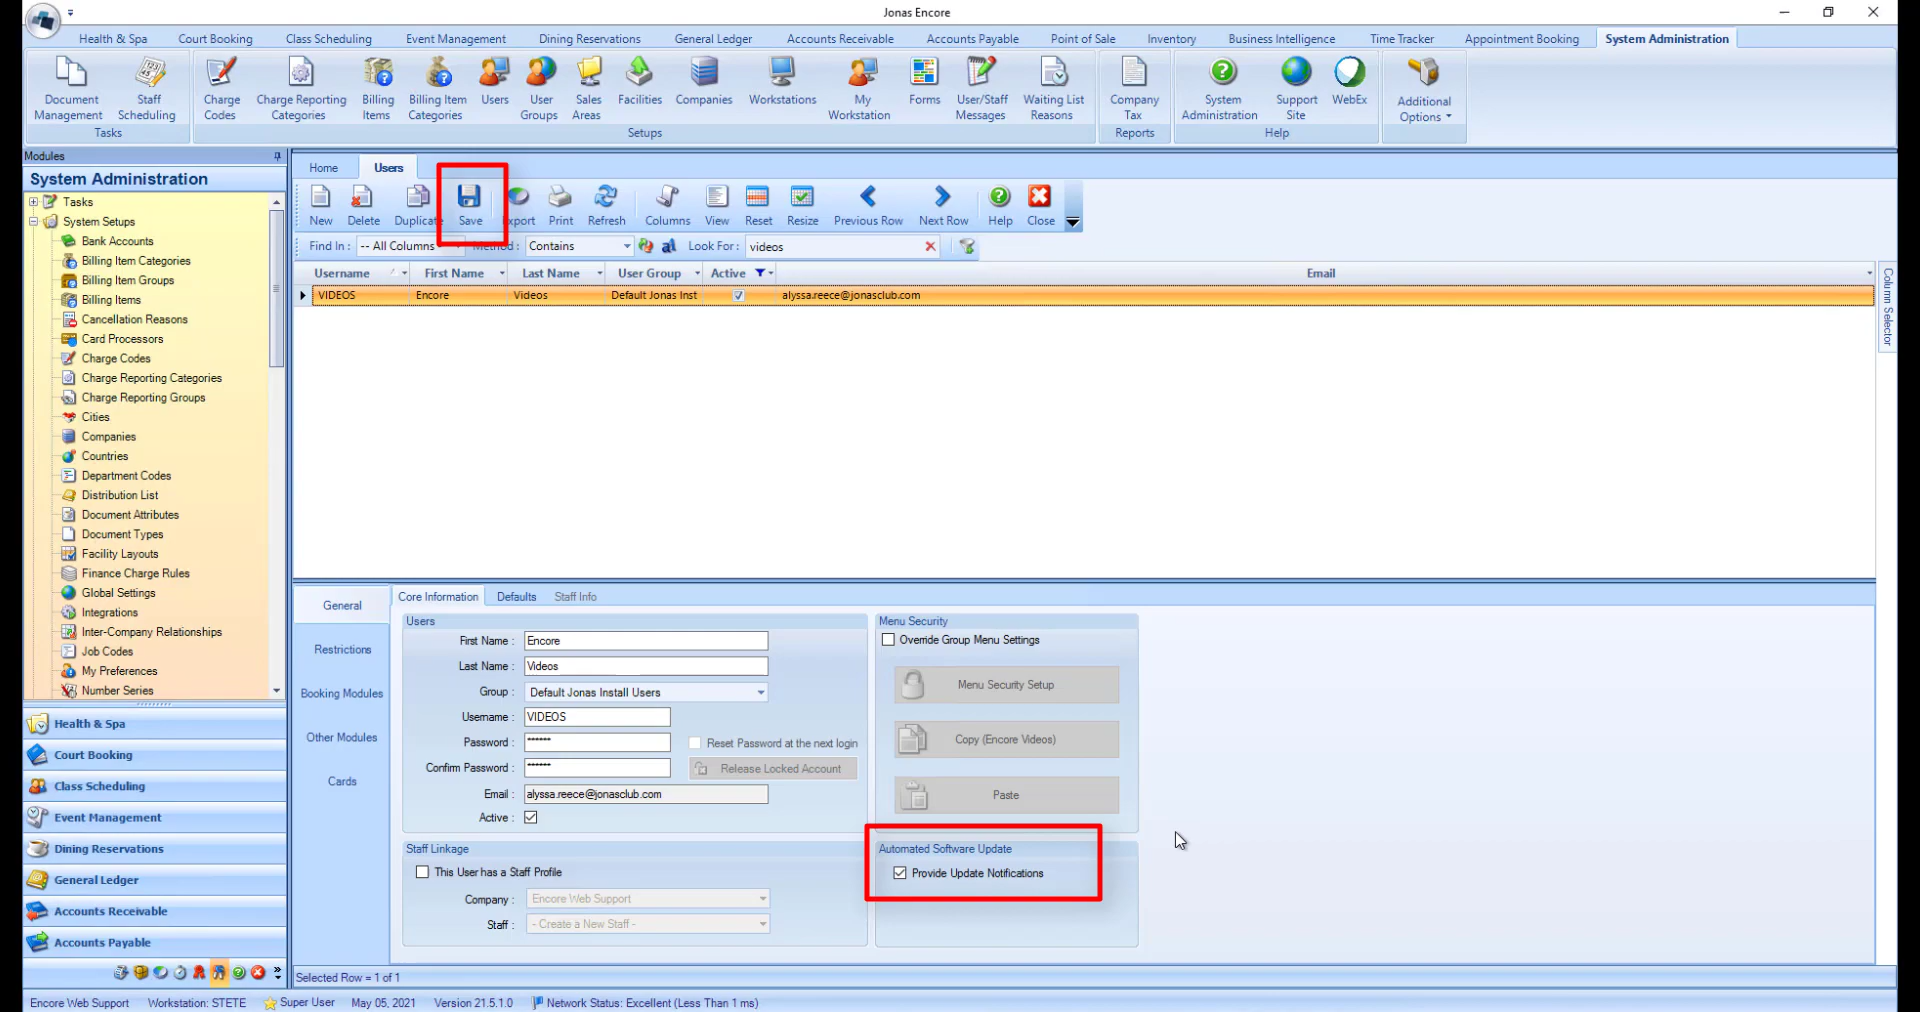 Jonas Encore
Health & Spa Court Booking Class Scheduling Event Management Dining Reservations General Ledger Accounts Receivable Accounts Payable Point of Sale Inventory Business Intelligence Time Tracker Appointment Booking System Administration
Document Management Staff Scheduling Charge Codes Charge Reporting Categories Billing Items Billing Item Categories Users User Groups Sales Areas Facilities Companies Workstations My Workstation Forms User/Staff Messages Waiting List Reasons Company Tax System Administration Support Site WebEx Additional Options
Tasks Setups Reports Help
Modules
System Administration
Tasks
System Setups
Bank Accounts
Billing Item Categories
Billing Item Groups
Billing Items
Cancellation Reasons
Card Processors
Charge Codes
Charge Reporting Categories
Charge Reporting Groups
Cities
Companies
Countries
Department Codes
Distribution List
Document Attributes
Document Types
Facility Layouts
Finance Charge Rules
Global Settings
Integrations
Inter-Company Relationships
Job Codes
My Preferences
Number Series
Health & Spa
Court Booking
Class Scheduling
Event Management
Dining Reservations
General Ledger
Accounts Receivable
Accounts Payable
Home Users
New Delete Duplicate Save Export Print Refresh Columns View Reset Resize Previous Row Next Row Help Close
Find In : -- All Columns Method : Contains Look For : videos
Username First Name Last Name User Group Active Email
VIDEOS Encore Videos Default Jonas Inst alyssa.reece@jonasclub.com
Column Selector
General
Restrictions
Booking Modules
Other Modules
Cards
Core Information Defaults Staff Info
Users
First Name : Encore
Last Name : Videos
Group : Default Jonas Install Users
Username : VIDEOS
Password : ****** Reset Password at the next login
Confirm Password : ****** Release Locked Account
Email : alyssa.reece@jonasclub.com
Active :
Staff Linkage
This User has a Staff Profile
Company : Encore Web Support
Staff : - Create a New Staff -
Menu Security
Override Group Menu Settings
Menu Security Setup
Copy (Encore Videos)
Paste
Automated Software Update
Provide Update Notifications
Selected Row = 1 of 1
Encore Web Support Workstation: STETE Super User May 05, 2021 Version 21.5.1.0 Network Status: Excellent (Less Than 1 ms)